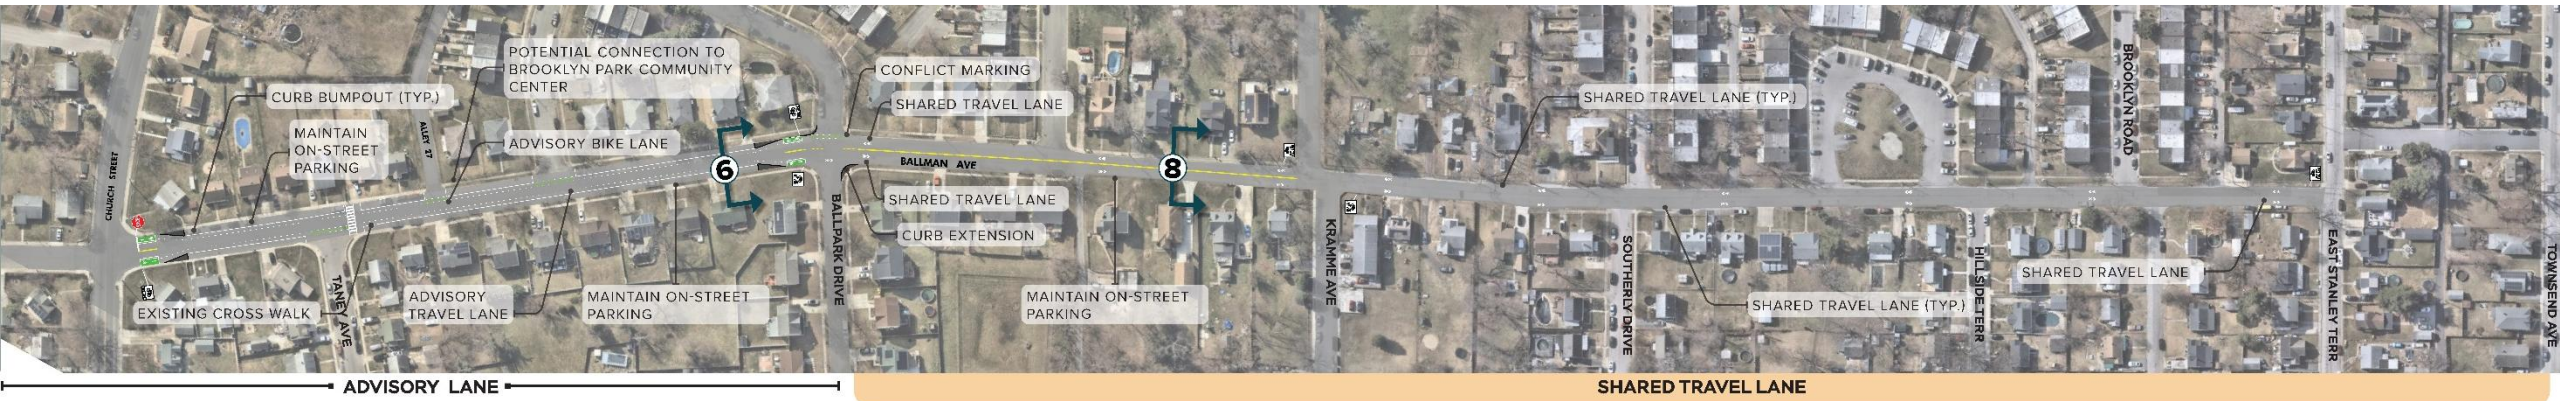 POTENTIAL CONNECTION TO
BROOKLYN PARK COMMUNITY
CENTER
CURB BUMPOUT (TYP.)
MAINTAIN
ON-STREET
PARKING
ALLEY 27
ADVISORY BIKE LANE
CHURCH STREET
EXISTING CROSS WALK
TANEY AVE
ADVISORY
TRAVEL LANE
MAINTAIN ON-STREET
PARKING
6
CONFLICT MARKING
SHARED TRAVEL LANE
BALLMAN AVE
SHARED TRAVEL LANE
CURB EXTENSION
BALLPARK DRIVE
MAINTAIN ON-STREET
PARKING
8
KRAMME AVE
SHARED TRAVEL LANE (TYP.)
SOUTHERLY DRIVE
SHARED TRAVEL LANE (TYP.)
HILLSIDE TERR
BROOKLYN ROAD
SHARED TRAVEL LANE
EAST STANLEY TERR
TOWNSEND AVE
ADVISORY LANE
SHARED TRAVEL LANE